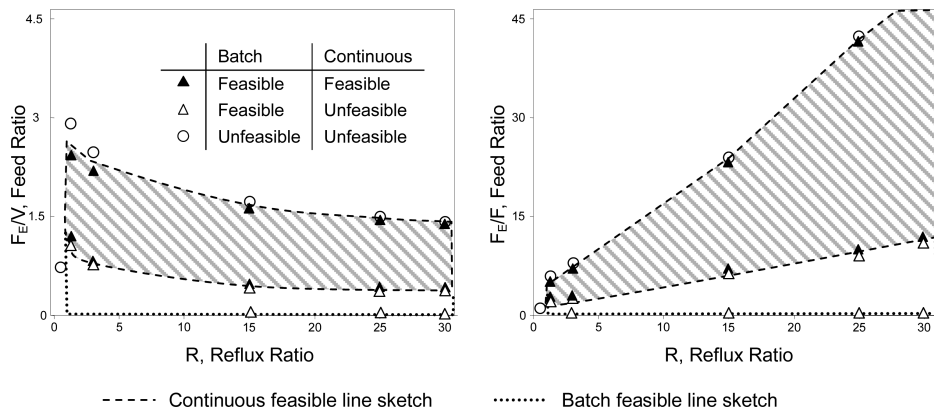 4.5
3
1.5
0
0 5 10 15 20 25 30
F_E/V, Feed Ratio
R, Reflux Ratio
Batch Continuous
Feasible Feasible
Feasible Unfeasible
Unfeasible Unfeasible
45
30
15
0
0 5 10 15 20 25 30
F_E/F, Feed Ratio
R, Reflux Ratio
Continuous feasible line sketch
Batch feasible line sketch